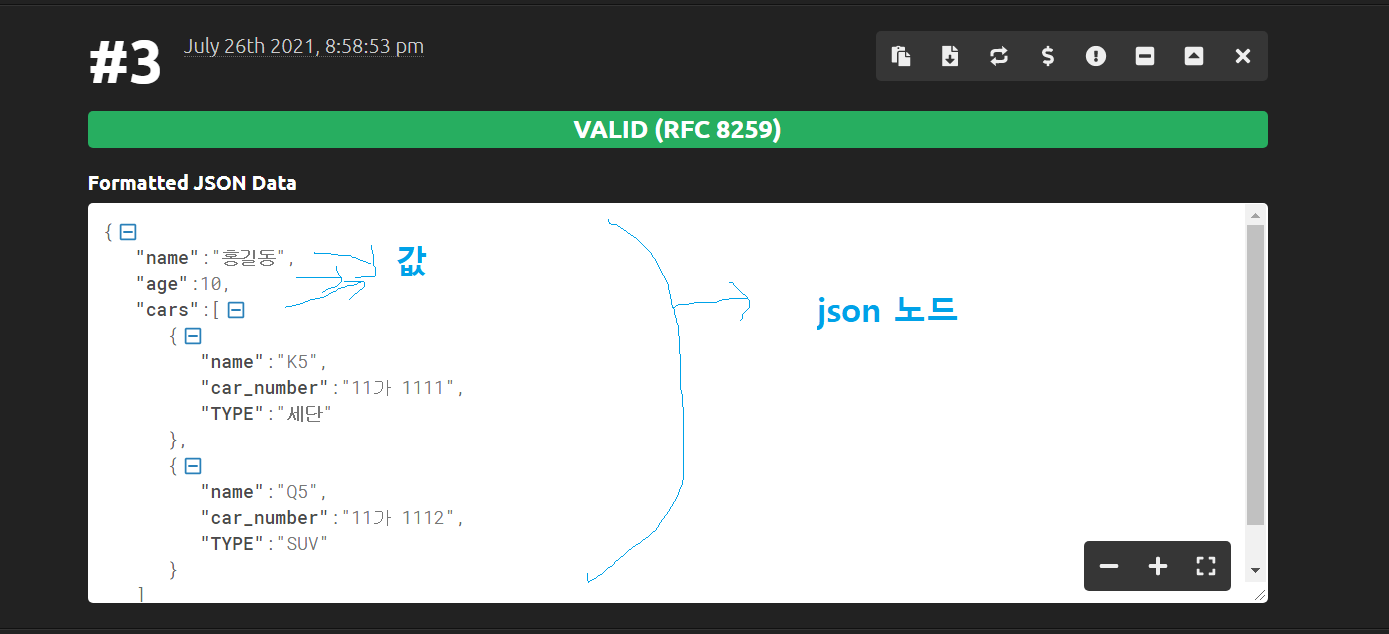 #3 July 26th 2021, 8:58:53 pm
VALID (RFC 8259)
Formatted JSON Data
{
"name":"홍길동", 값
"age":10,
"cars":[ json 노드
{
"name":"K5",
"car_number":"11가 1111",
"TYPE":"세단"
},
{
"name":"Q5",
"car_number":"11가 1112",
"TYPE":"SUV"
}
]